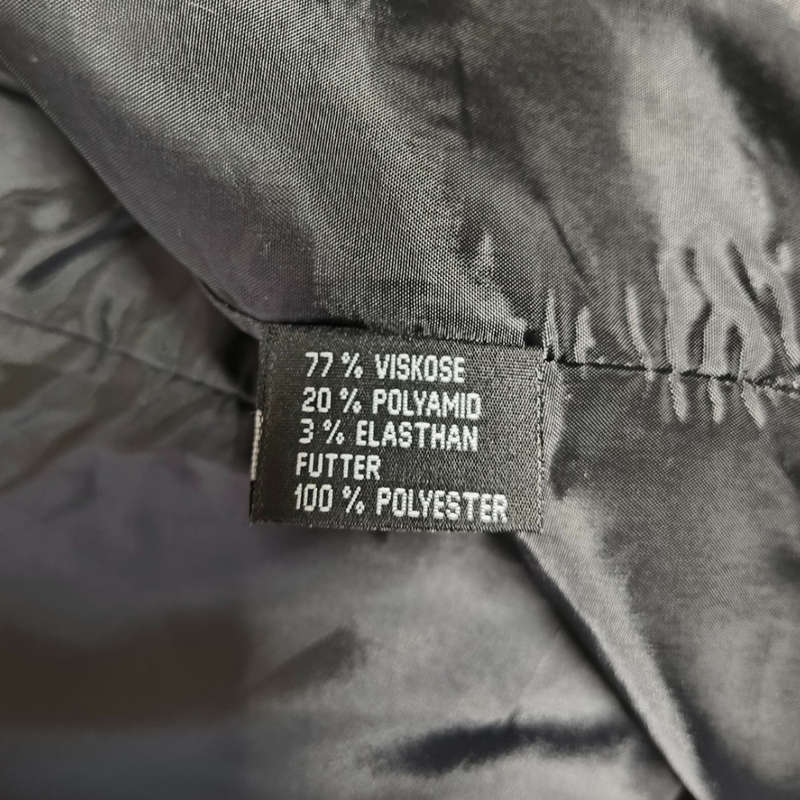 77 % VISKOSE
20 % POLYAMID
3 % ELASTHAN
FUTTER
100 % POLYESTER